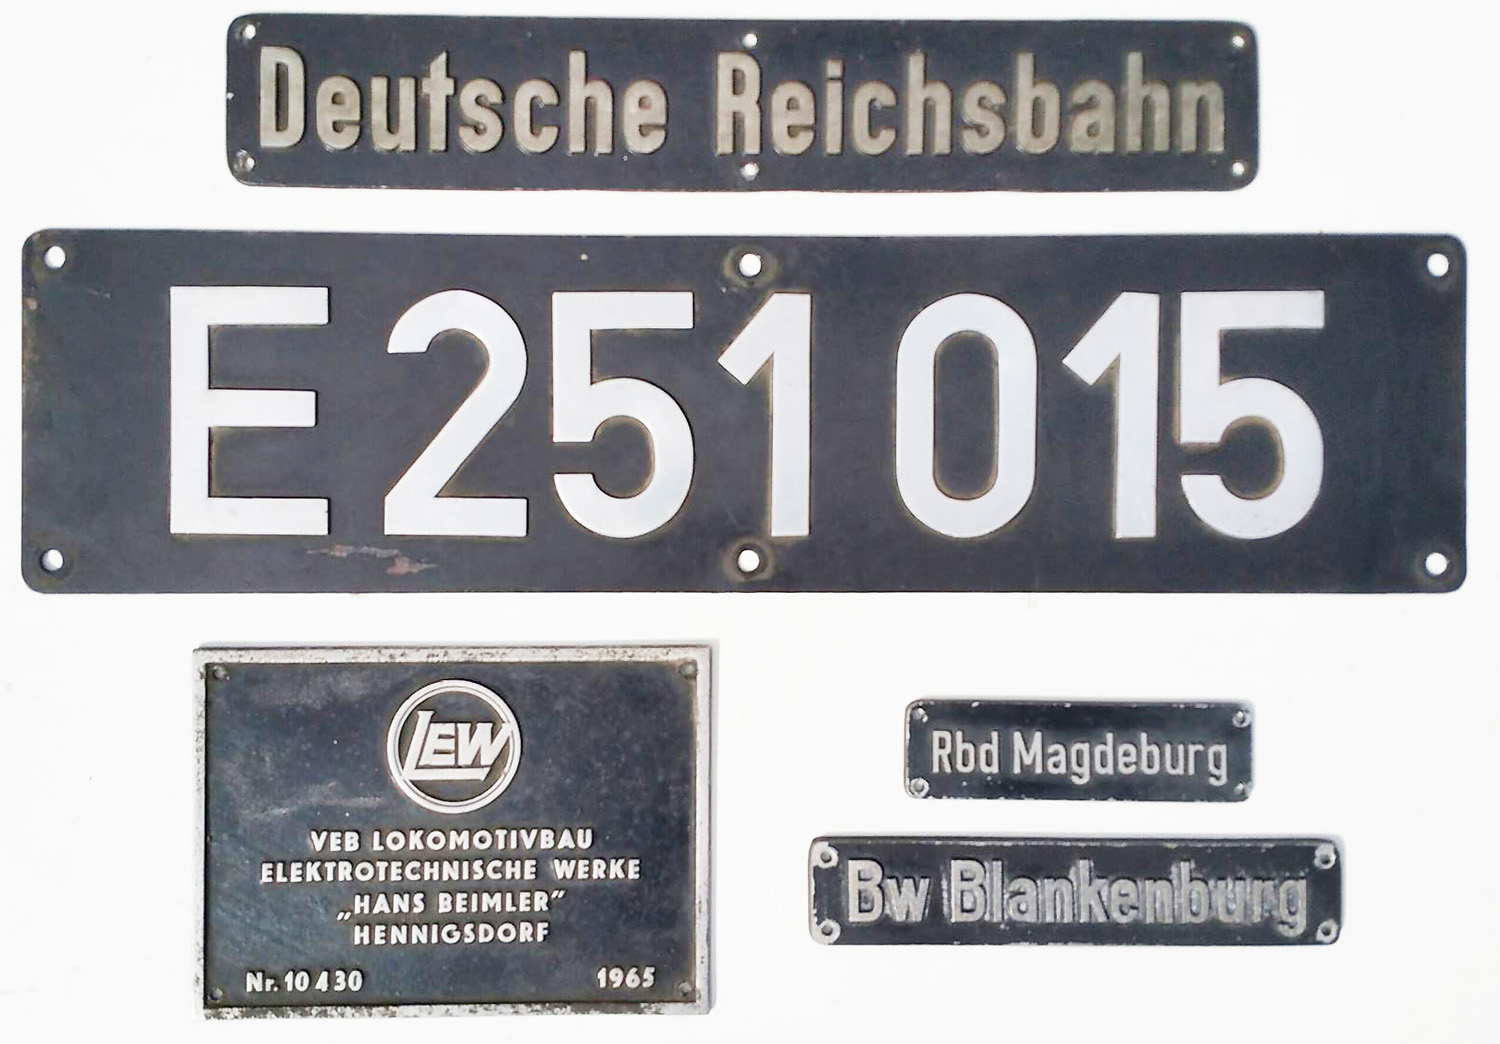 Deutsche Reichsbahn
E 251 015
LEW
VEB LOKOMOTIVBAU
ELEKTROTECHNISCHE WERKE
„HANS BEIMLER”
HENNIGSDORF
Nr. 10 430 1965
Rbd Magdeburg
Bw Blankenburg